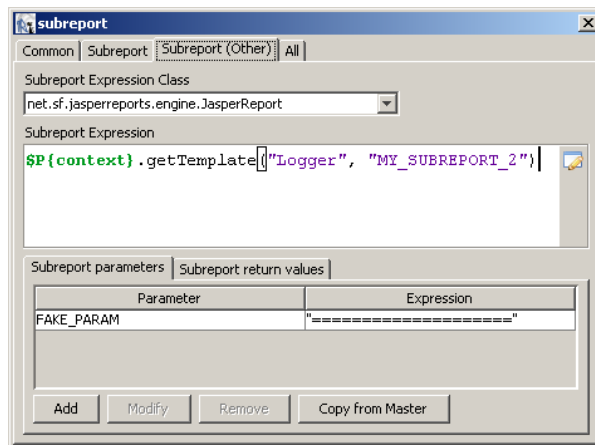 subreport
Common Subreport Subreport (Other) All
Subreport Expression Class
net.sf.jasperreports.engine.JasperReport
Subreport Expression
$P{context}.getTemplate("Logger", "MY_SUBREPORT_2")
Subreport parameters Subreport return values
Parameter Expression
FAKE_PARAM "===================="
Add Modify Remove Copy from Master